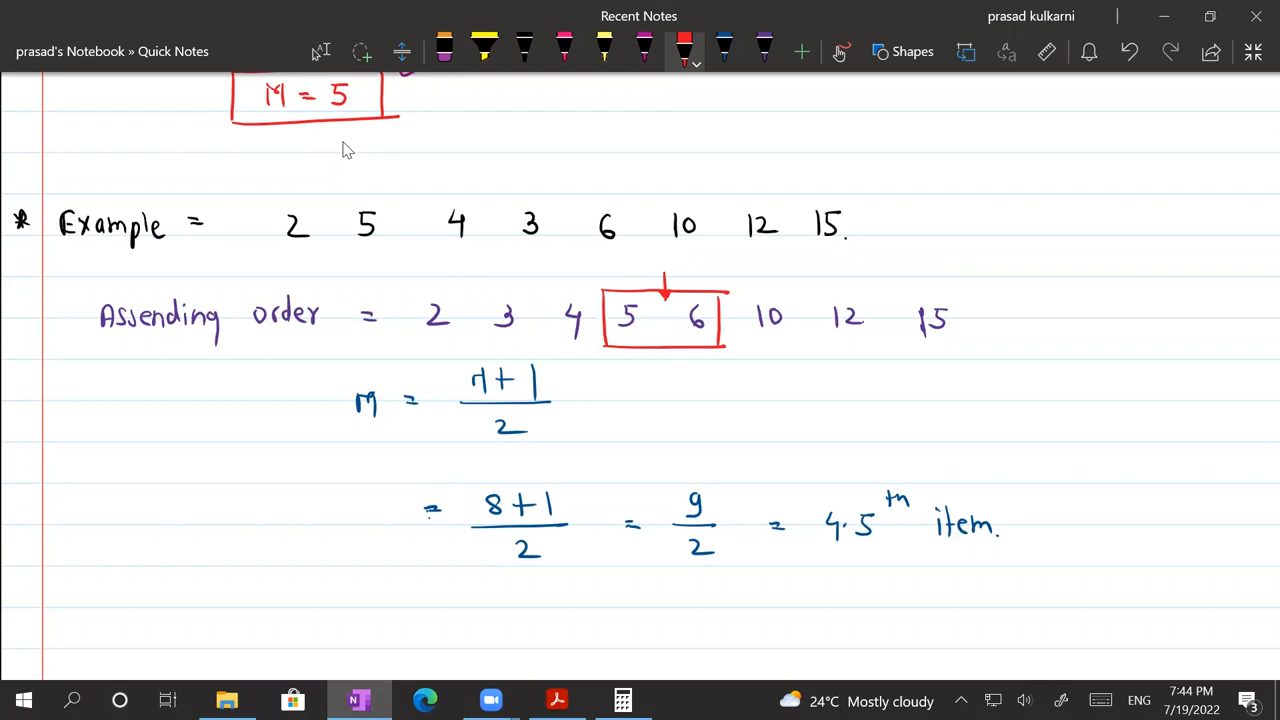 Recent Notes
prasad kulkarni
prasad's Notebook » Quick Notes
Shapes
M = 5
* Example = 2 5 4 3 6 10 12 15.
Assending order = 2 3 4 5 6 10 12 15
M = n+1
2
= 8+1 = 9 = 4.5th item.
2 2
24°C Mostly cloudy
ENG
7:44 PM
7/19/2022
3